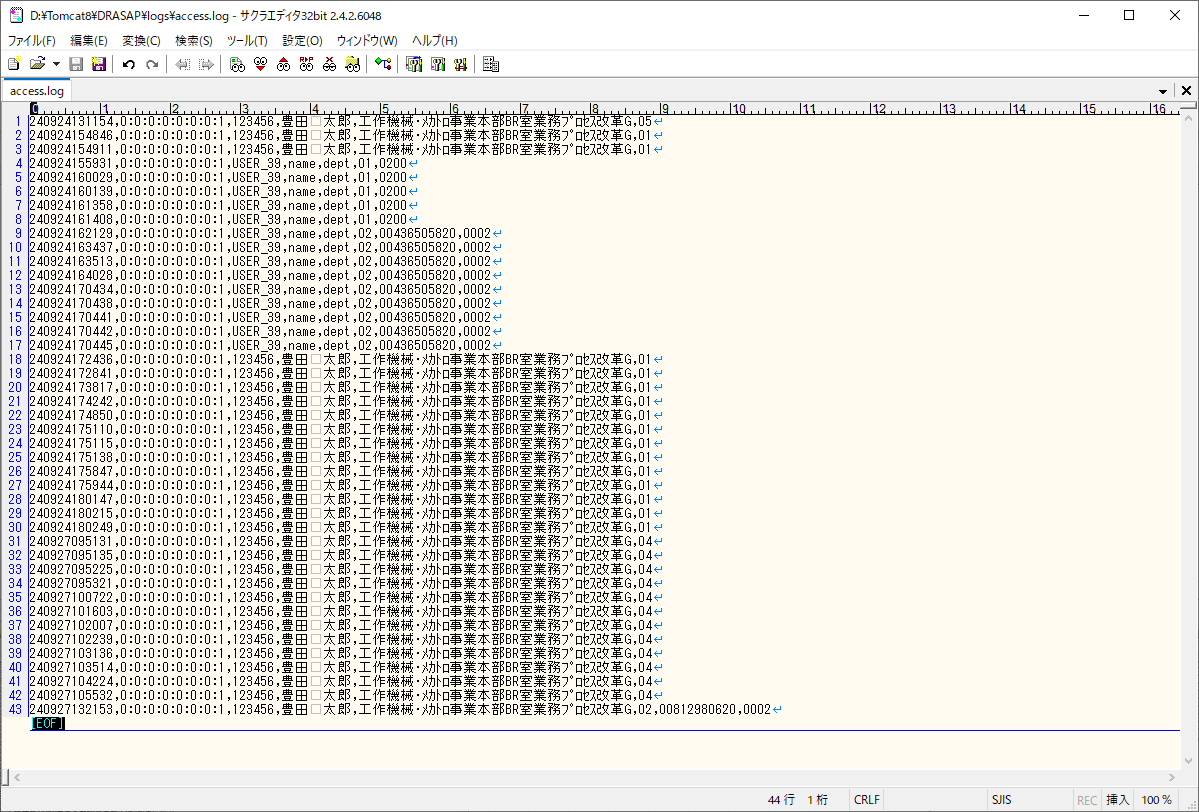 D:¥Tomcat8¥DRASAP¥logs¥access.log - サクラエディタ32bit 2.4.2.6048
ファイル(F) 編集(E) 変換(C) 検索(S) ツール(T) 設定(O) ウィンドウ(W) ヘルプ(H)
access.log
0 1 2 3 4 5 6 7 8 9 10 11 12 13 14 15 16
1 240924131154,0:0:0:0:0:0:0:1,123456,豊田□太郎,工作機械・メカトロ事業本部BR室業務プロセス改革G,05↵
2 240924154846,0:0:0:0:0:0:0:1,123456,豊田□太郎,工作機械・メカトロ事業本部BR室業務プロセス改革G,01↵
3 240924154911,0:0:0:0:0:0:0:1,123456,豊田□太郎,工作機械・メカトロ事業本部BR室業務プロセス改革G,01↵
4 240924155931,0:0:0:0:0:0:0:1,USER_39,name,dept,01,0200↵
5 240924160029,0:0:0:0:0:0:0:1,USER_39,name,dept,01,0200↵
6 240924160139,0:0:0:0:0:0:0:1,USER_39,name,dept,01,0200↵
7 240924161358,0:0:0:0:0:0:0:1,USER_39,name,dept,01,0200↵
8 240924161408,0:0:0:0:0:0:0:1,USER_39,name,dept,01,0200↵
9 240924162129,0:0:0:0:0:0:0:1,USER_39,name,dept,02,00436505820,0002↵
10 240924163437,0:0:0:0:0:0:0:1,USER_39,name,dept,02,00436505820,0002↵
11 240924163513,0:0:0:0:0:0:0:1,USER_39,name,dept,02,00436505820,0002↵
12 240924164028,0:0:0:0:0:0:0:1,USER_39,name,dept,02,00436505820,0002↵
13 240924170434,0:0:0:0:0:0:0:1,USER_39,name,dept,02,00436505820,0002↵
14 240924170438,0:0:0:0:0:0:0:1,USER_39,name,dept,02,00436505820,0002↵
15 240924170441,0:0:0:0:0:0:0:1,USER_39,name,dept,02,00436505820,0002↵
16 240924170442,0:0:0:0:0:0:0:1,USER_39,name,dept,02,00436505820,0002↵
17 240924170445,0:0:0:0:0:0:0:1,USER_39,name,dept,02,00436505820,0002↵
18 240924172436,0:0:0:0:0:0:0:1,123456,豊田□太郎,工作機械・メカトロ事業本部BR室業務プロセス改革G,01↵
19 240924172841,0:0:0:0:0:0:0:1,123456,豊田□太郎,工作機械・メカトロ事業本部BR室業務プロセス改革G,01↵
20 240924173817,0:0:0:0:0:0:0:1,123456,豊田□太郎,工作機械・メカトロ事業本部BR室業務プロセス改革G,01↵
21 240924174242,0:0:0:0:0:0:0:1,123456,豊田□太郎,工作機械・メカトロ事業本部BR室業務プロセス改革G,01↵
22 240924174850,0:0:0:0:0:0:0:1,123456,豊田□太郎,工作機械・メカトロ事業本部BR室業務プロセス改革G,01↵
23 240924175110,0:0:0:0:0:0:0:1,123456,豊田□太郎,工作機械・メカトロ事業本部BR室業務プロセス改革G,01↵
24 240924175115,0:0:0:0:0:0:0:1,123456,豊田□太郎,工作機械・メカトロ事業本部BR室業務プロセス改革G,01↵
25 240924175138,0:0:0:0:0:0:0:1,123456,豊田□太郎,工作機械・メカトロ事業本部BR室業務プロセス改革G,01↵
26 240924175847,0:0:0:0:0:0:0:1,123456,豊田□太郎,工作機械・メカトロ事業本部BR室業務プロセス改革G,01↵
27 240924175944,0:0:0:0:0:0:0:1,123456,豊田□太郎,工作機械・メカトロ事業本部BR室業務プロセス改革G,01↵
28 240924180147,0:0:0:0:0:0:0:1,123456,豊田□太郎,工作機械・メカトロ事業本部BR室業務プロセス改革G,01↵
29 240924180215,0:0:0:0:0:0:0:1,123456,豊田□太郎,工作機械・メカトロ事業本部BR室業務プロセス改革G,01↵
30 240924180249,0:0:0:0:0:0:0:1,123456,豊田□太郎,工作機械・メカトロ事業本部BR室業務プロセス改革G,01↵
31 240927095131,0:0:0:0:0:0:0:1,123456,豊田□太郎,工作機械・メカトロ事業本部BR室業務プロセス改革G,04↵
32 240927095135,0:0:0:0:0:0:0:1,123456,豊田□太郎,工作機械・メカトロ事業本部BR室業務プロセス改革G,04↵
33 240927095225,0:0:0:0:0:0:0:1,123456,豊田□太郎,工作機械・メカトロ事業本部BR室業務プロセス改革G,04↵
34 240927095321,0:0:0:0:0:0:0:1,123456,豊田□太郎,工作機械・メカトロ事業本部BR室業務プロセス改革G,04↵
35 240927100722,0:0:0:0:0:0:0:1,123456,豊田□太郎,工作機械・メカトロ事業本部BR室業務プロセス改革G,04↵
36 240927101603,0:0:0:0:0:0:0:1,123456,豊田□太郎,工作機械・メカトロ事業本部BR室業務プロセス改革G,04↵
37 240927102007,0:0:0:0:0:0:0:1,123456,豊田□太郎,工作機械・メカトロ事業本部BR室業務プロセス改革G,04↵
38 240927102239,0:0:0:0:0:0:0:1,123456,豊田□太郎,工作機械・メカトロ事業本部BR室業務プロセス改革G,04↵
39 240927103136,0:0:0:0:0:0:0:1,123456,豊田□太郎,工作機械・メカトロ事業本部BR室業務プロセス改革G,04↵
40 240927103514,0:0:0:0:0:0:0:1,123456,豊田□太郎,工作機械・メカトロ事業本部BR室業務プロセス改革G,04↵
41 240927104224,0:0:0:0:0:0:0:1,123456,豊田□太郎,工作機械・メカトロ事業本部BR室業務プロセス改革G,04↵
42 240927105532,0:0:0:0:0:0:0:1,123456,豊田□太郎,工作機械・メカトロ事業本部BR室業務プロセス改革G,04↵
43 240927132153,0:0:0:0:0:0:0:1,123456,豊田□太郎,工作機械・メカトロ事業本部BR室業務プロセス改革G,02,00812980620,0002↵
[EOF]
44 行 1 桁 CRLF SJIS REC 挿入 100 %